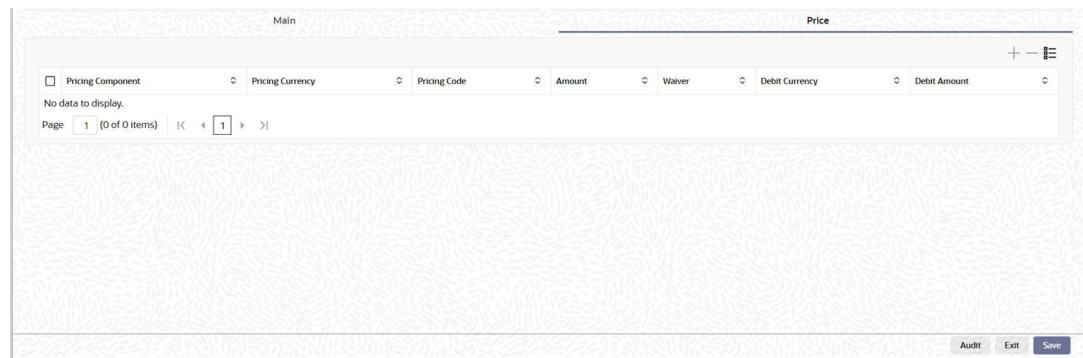 Main Price
Pricing Component Pricing Currency Pricing Code Amount Waiver Debit Currency Debit Amount
No data to display.
Page 1 (0 of 0 items) 1
Audit Exit Save